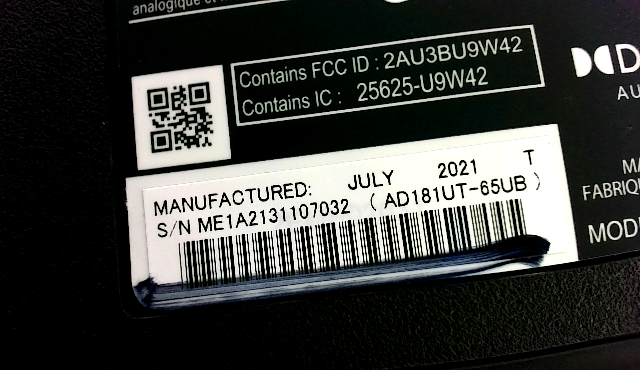 analogique et
Contains FCC ID : 2AU3BU9W42
Contains IC : 25625-U9W42
AU
MANUFACTURED: JULY 2021 T
S/N ME1A2131107032 ( AD181UT-65UB )
MA
FABRIQ
MOD